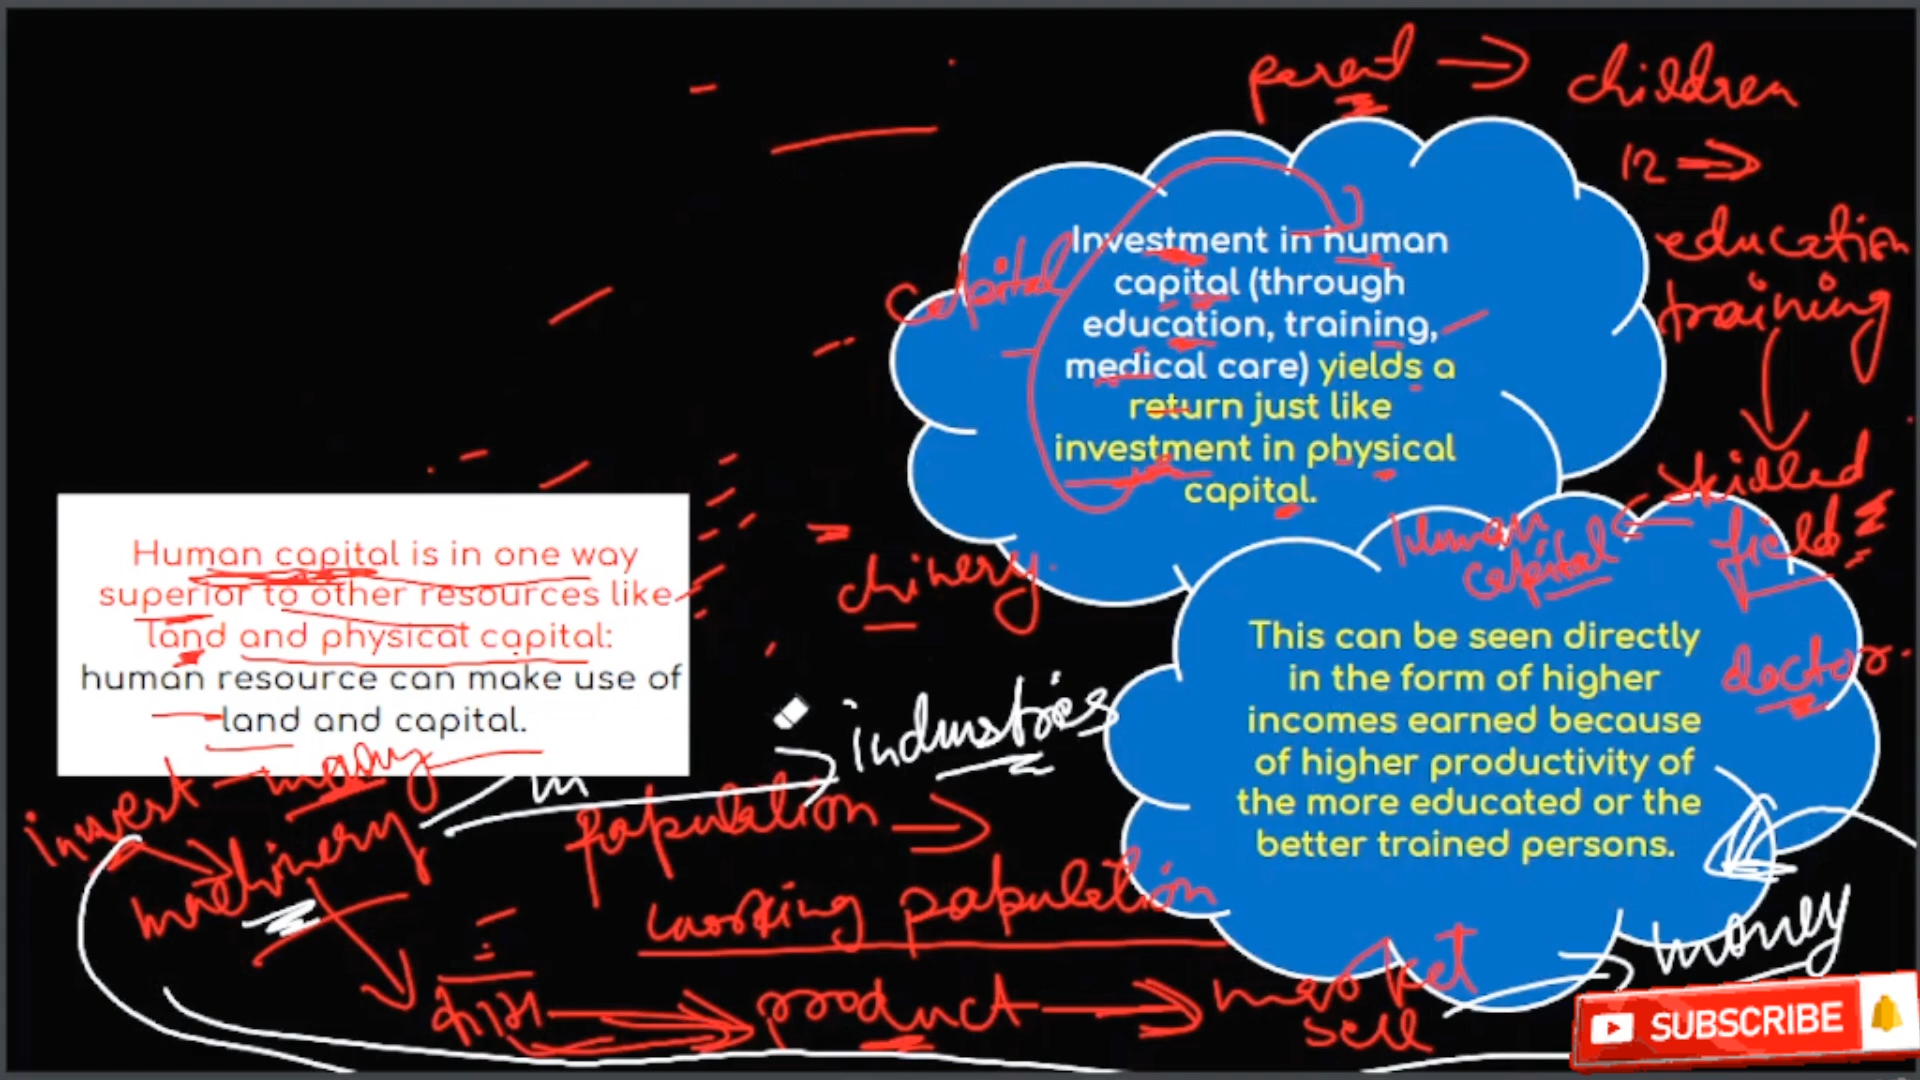 parent → children
12 →
education
training
Investment in human
capital (through
education, training,
medical care) yields a
return just like
investment in physical
capital.
capital
skilled
field
Human
capital
doctor
chinery
Human capital is in one way
superior to other resources like
land and physical capital:
human resource can make use of
land and capital.
This can be seen directly
in the form of higher
incomes earned because
of higher productivity of
the more educated or the
better trained persons.
industries
invest
machinery
population →
working population
product → market
sell
money
SUBSCRIBE